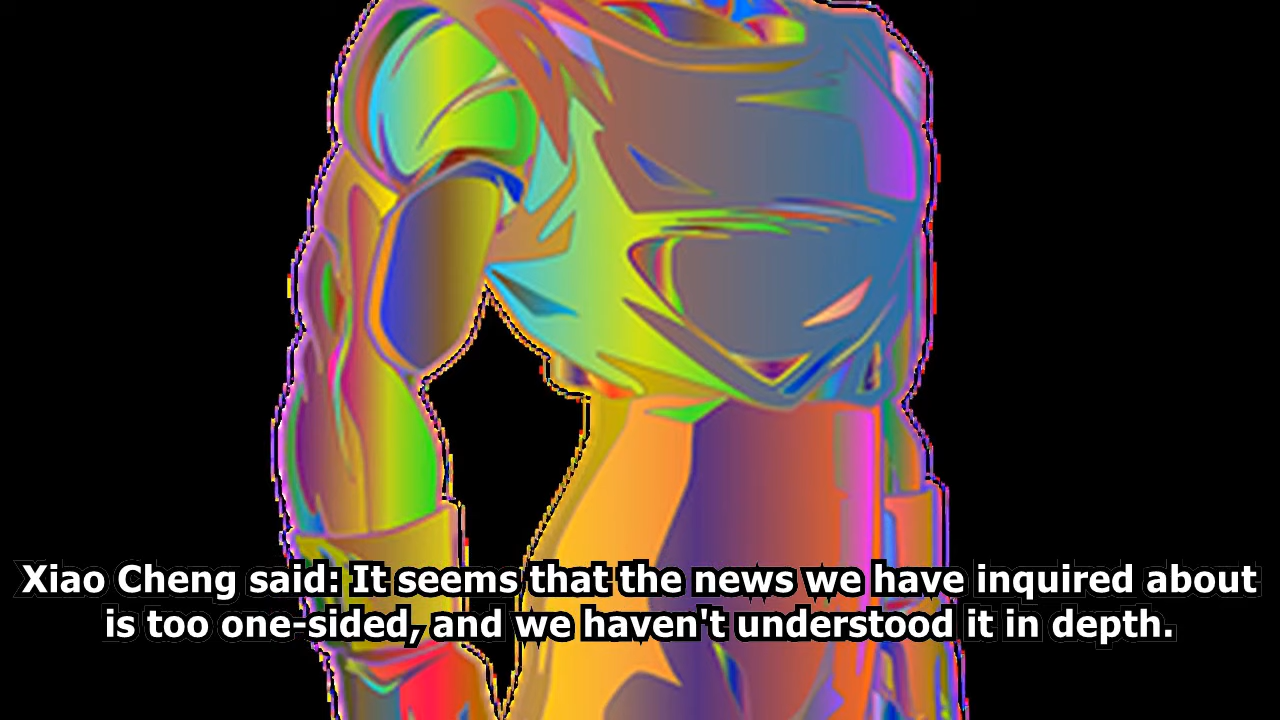 Xiao Cheng said: It seems that the news we have inquired about
is too one-sided, and we haven't understood it in depth.